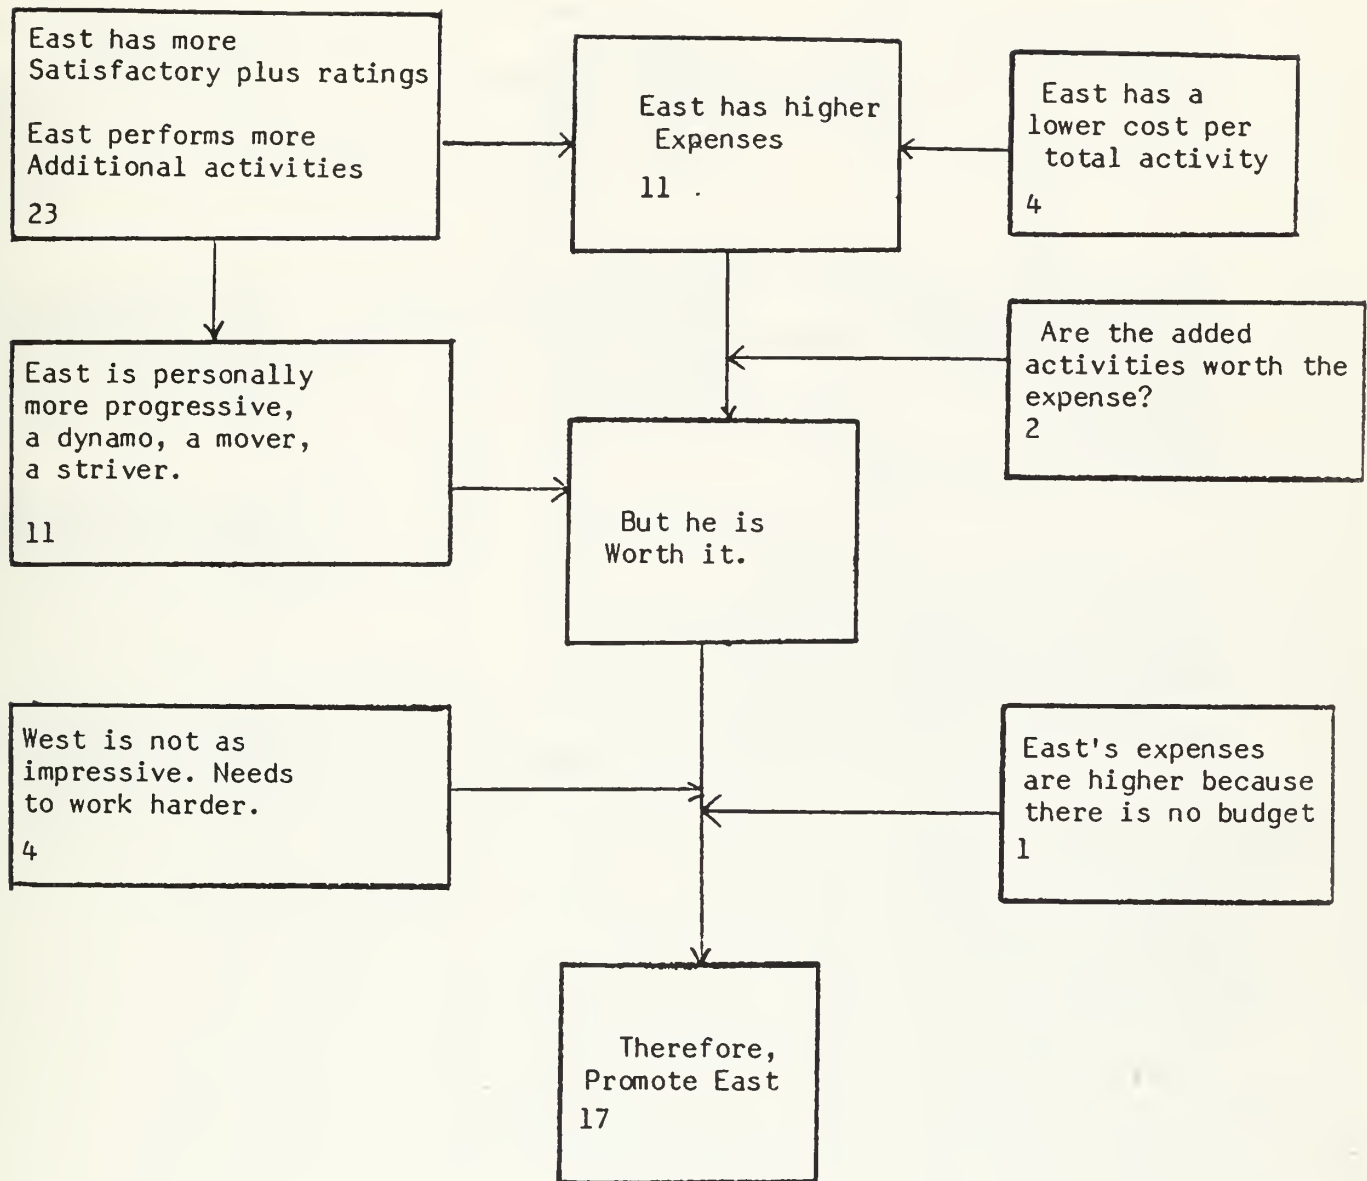 East has more
Satisfactory plus ratings
East performs more
Additional activities
23
East has higher
Expenses
11 .
East has a
lower cost per
total activity
4
East is personally
more progressive,
a dynamo, a mover,
a striver.
11
Are the added
activities worth the
expense?
2
But he is
Worth it.
West is not as
impressive. Needs
to work harder.
4
East's expenses
are higher because
there is no budget
1
Therefore,
Promote East
17